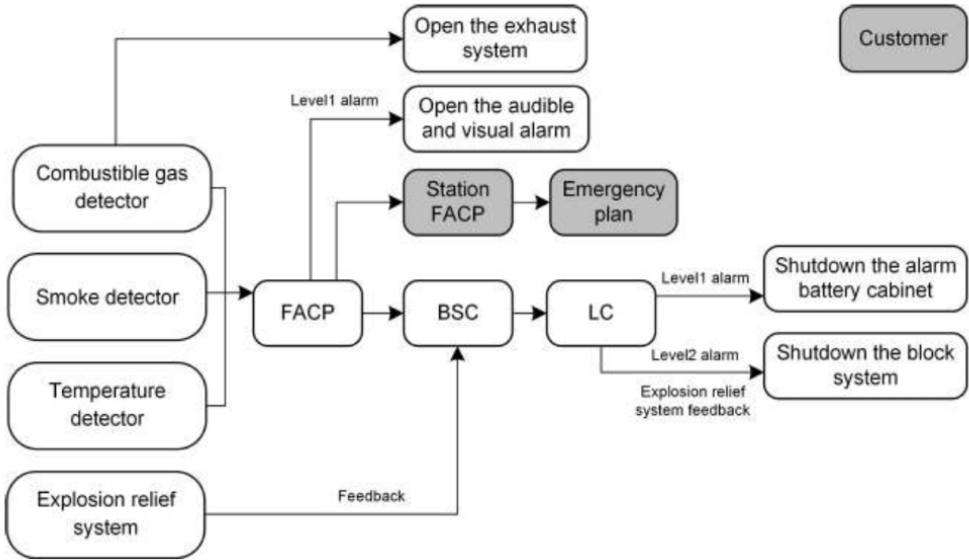 Open the exhaust
system
Customer
Level1 alarm
Open the audible
and visual alarm
Combustible gas
detector
Station
FACP
Emergency
plan
Smoke detector
FACP
BSC
LC
Level1 alarm
Shutdown the alarm
battery cabinet
Level2 alarm
Shutdown the block
system
Explosion relief
system feedback
Temperature
detector
Explosion relief
system
Feedback